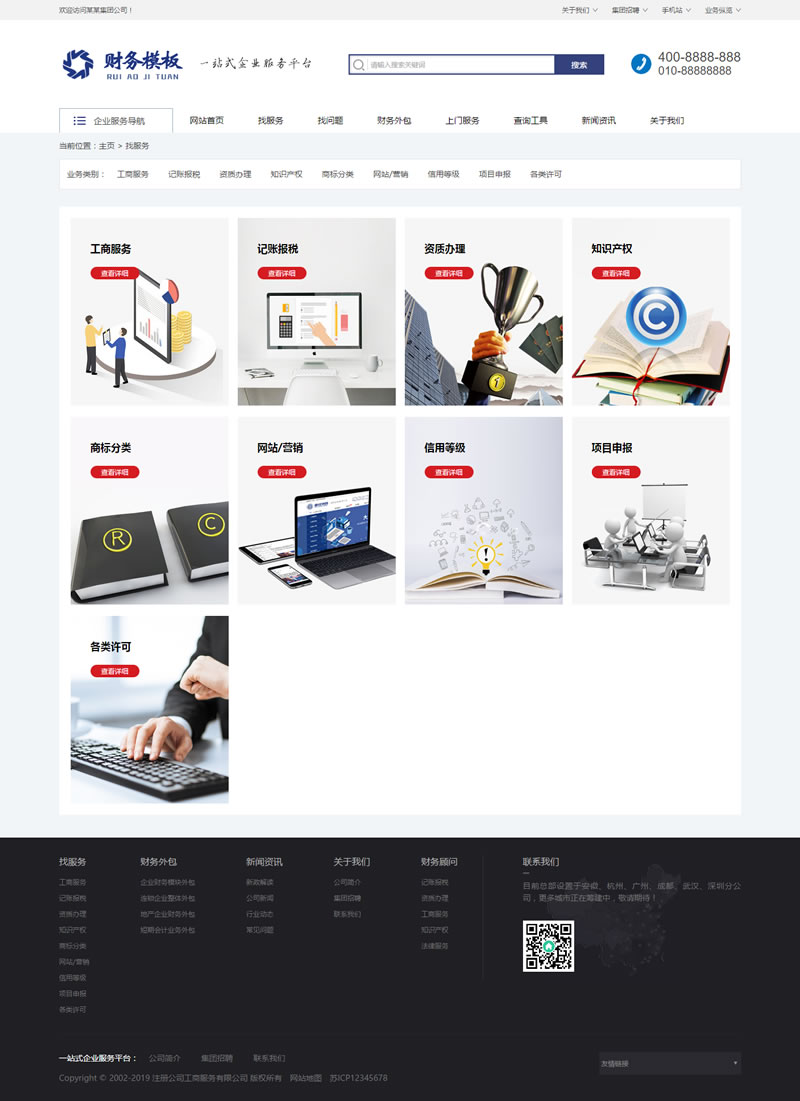 欢迎访问某某集团公司！ 关于我们 集团招聘 手机站 业务纵览
财务模板 一站式企业服务平台 请输入搜索关键词 搜索 400-8888-888
RUI AO JI TUAN 010-88888888
企业服务导航 网站首页 找服务 找问题 财务外包 上门服务 查询工具 新闻资讯 关于我们
当前位置：主页 > 找服务
业务类别： 工商服务 记账报税 资质办理 知识产权 商标分类 网站/营销 信用等级 项目申报 各类许可
工商服务 记账报税 资质办理 知识产权
查看详细 查看详细 查看详细 查看详细
商标分类 网站/营销 信用等级 项目申报
查看详细 查看详细 查看详细 查看详细
各类许可
查看详细
找服务 财务外包 新闻资讯 关于我们 财务顾问 联系我们
工商服务 企业财务模块外包 新政解读 公司简介 记账报税 目前总部设置于安徽、杭州、广州、成都、武汉、深圳分公
记账报税 连锁企业整体外包 公司新闻 集团招聘 资质办理 司，更多城市正在筹建中，敬请期待！
资质办理 地产企业财务外包 行业动态 联系我们 工商服务
知识产权 短期会计业务外包 常见问题 知识产权
商标分类 法律服务
网站/营销
信用等级
项目申报
各类许可
一站式企业服务平台： 公司简介 集团招聘 联系我们 友情链接
Copyright © 2002-2019 注册公司工商服务有限公司 版权所有 网站地图 苏ICP12345678